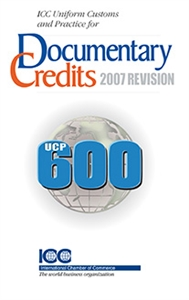 ICC Uniform Customs
and Practice for
Documentary
Credits 2007 REVISION
UCP
600
ICC
International Chamber of Commerce
The world business organization